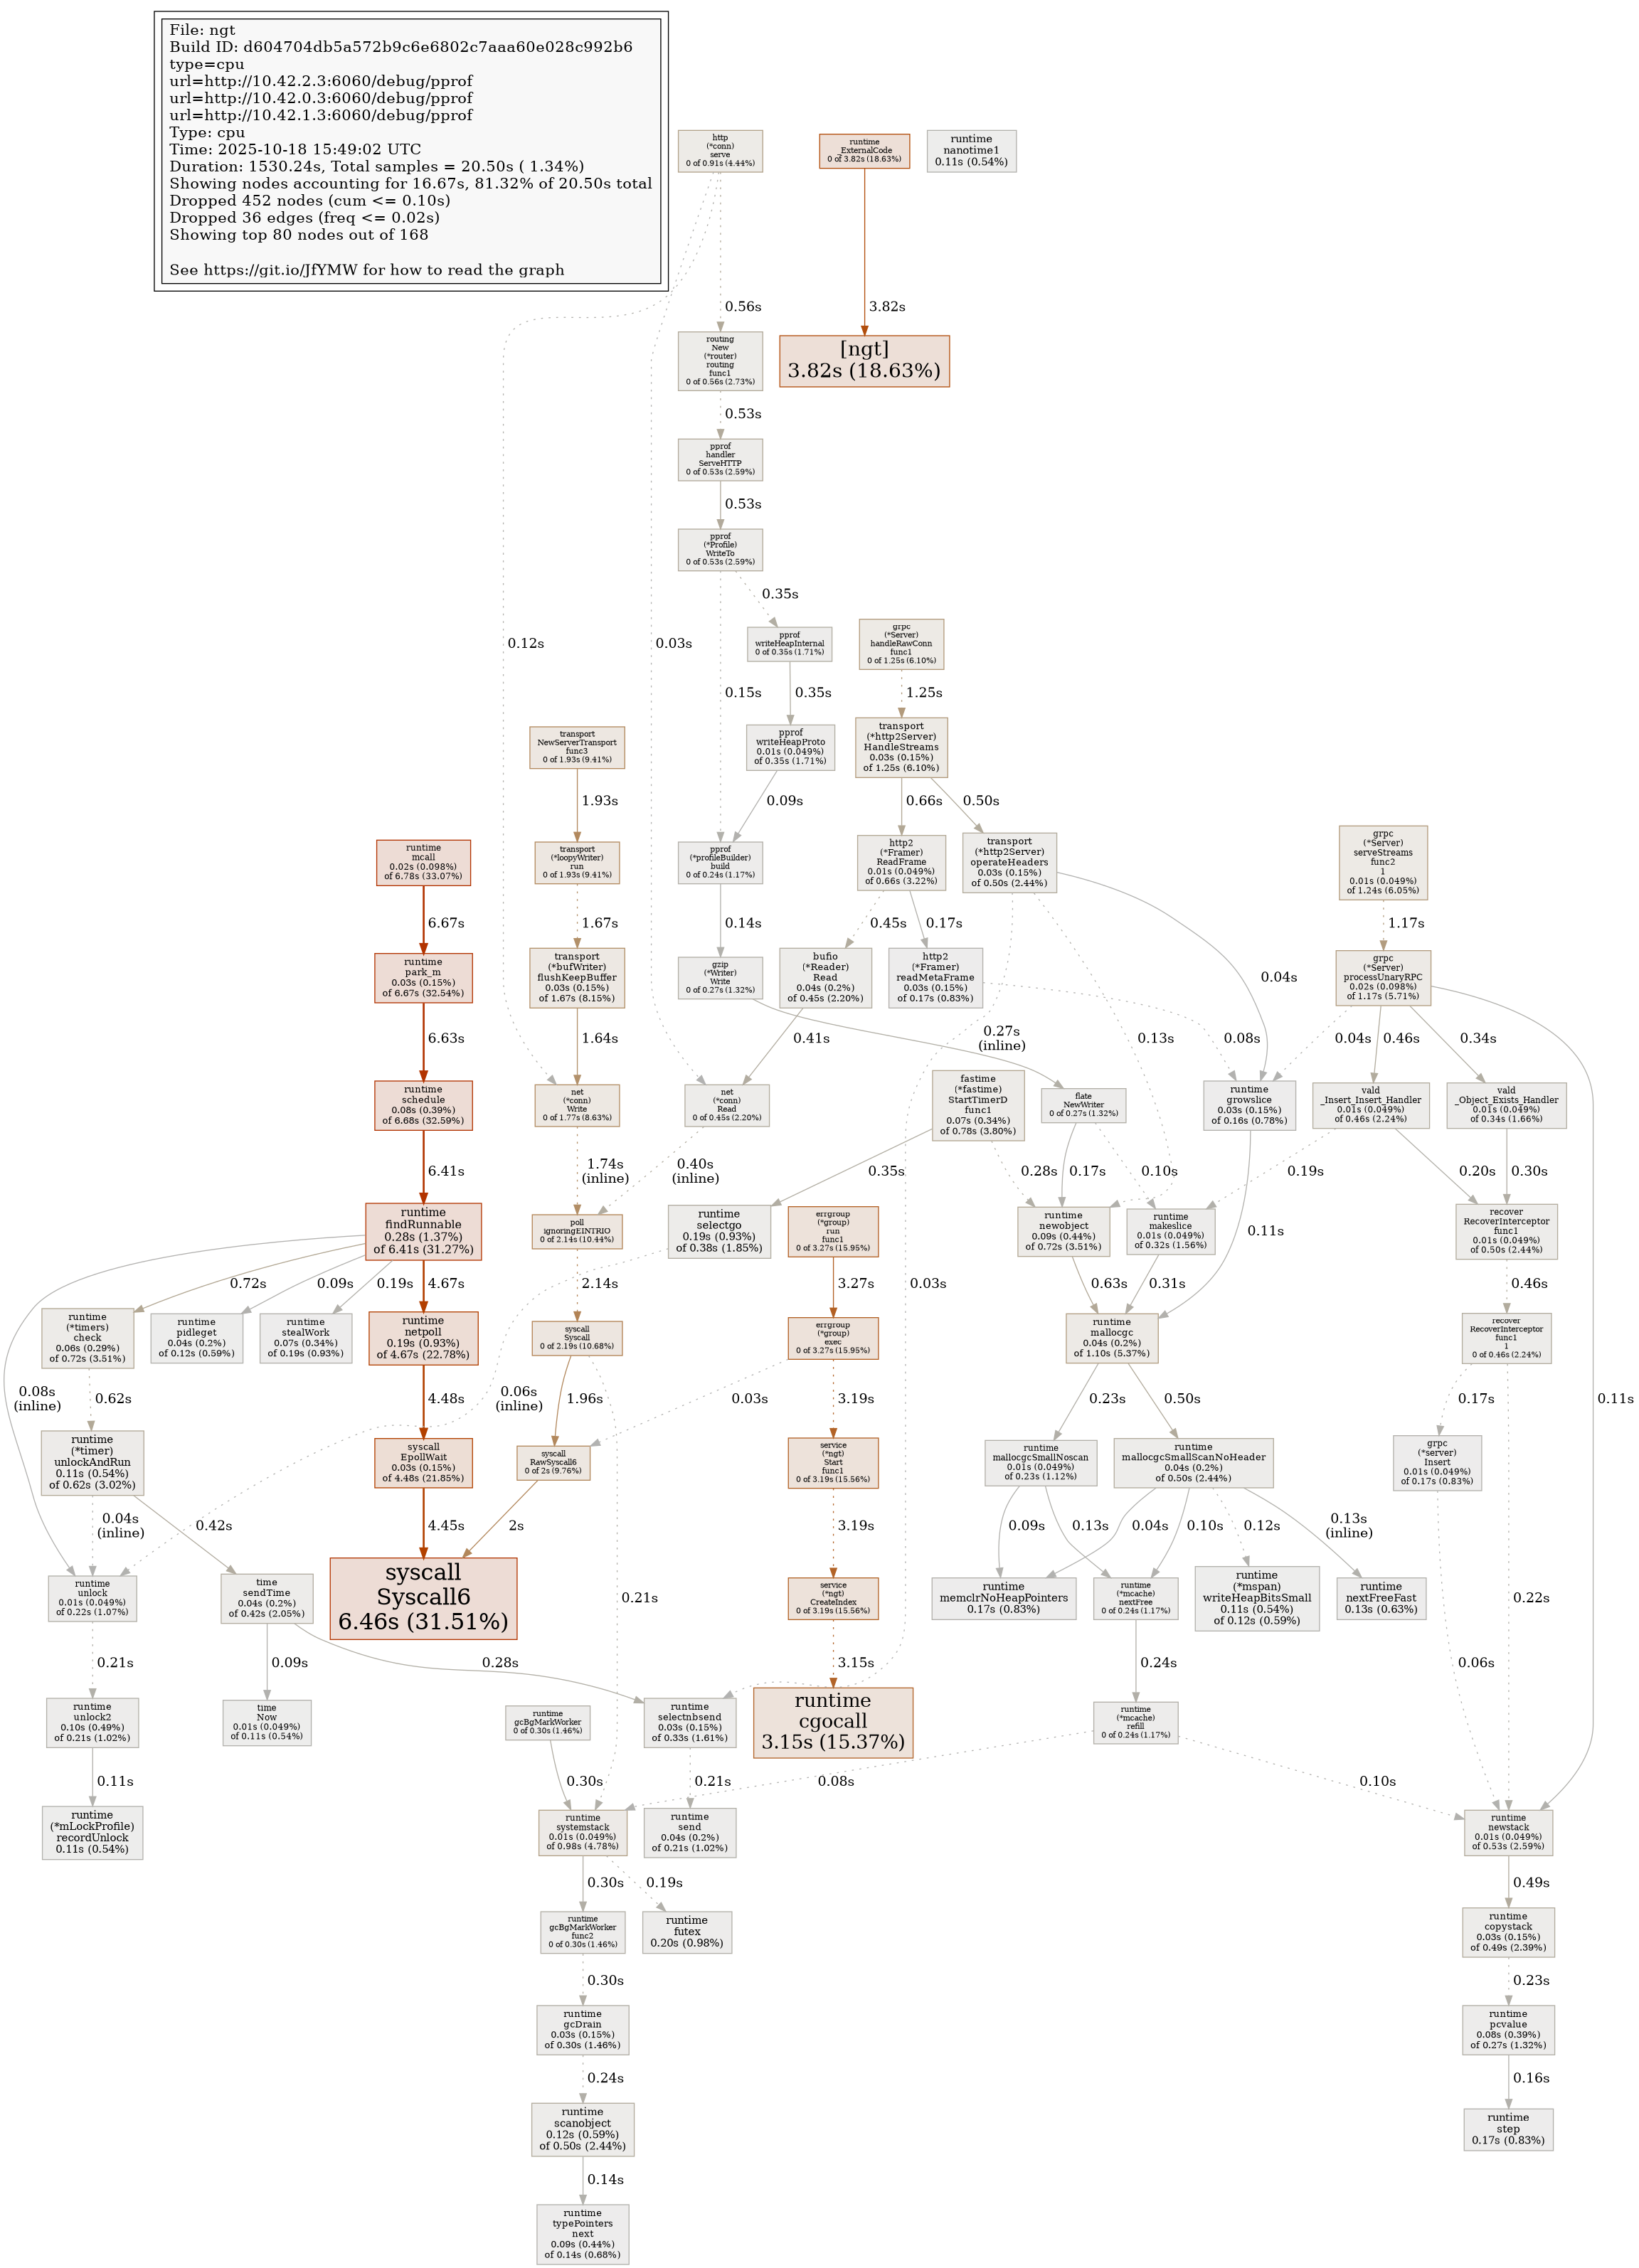 File: ngt
Build ID: d604704db5a572b9c6e6802c7aaa60e028c992b6
type=cpu
url=http://10.42.2.3:6060/debug/pprof
url=http://10.42.0.3:6060/debug/pprof
url=http://10.42.1.3:6060/debug/pprof
Type: cpu
Time: 2025-10-18 15:49:02 UTC
Duration: 1530.24s, Total samples = 20.50s ( 1.34%)
Showing nodes accounting for 16.67s, 81.32% of 20.50s total
Dropped 452 nodes (cum <= 0.10s)
Dropped 36 edges (freq <= 0.02s)
Showing top 80 nodes out of 168
See https://git.io/JfYMW for how to read the graph
http
(*conn)
serve
0 of 0.91s (4.44%)
runtime
ExternalCode
0 of 3.82s (18.63%)
runtime
nanotime1
0.11s (0.54%)
0.56s
3.82s
routing
New
(*router)
routing
func1
0 of 0.56s (2.73%)
[ngt]
3.82s (18.63%)
0.53s
pprof
handler
ServeHTTP
0 of 0.53s (2.59%)
0.53s
pprof
(*Profile)
WriteTo
0 of 0.53s (2.59%)
0.35s
0.12s
0.03s
pprof
writeHeapInternal
0 of 0.35s (1.71%)
grpc
(*Server)
handleRawConn
func1
0 of 1.25s (6.10%)
0.15s
0.35s
1.25s
transport
NewServerTransport
func3
0 of 1.93s (9.41%)
pprof
writeHeapProto
0.01s (0.049%)
of 0.35s (1.71%)
transport
(*http2Server)
HandleStreams
0.03s (0.15%)
of 1.25s (6.10%)
1.93s
0.09s
0.66s
0.50s
runtime
mcall
0.02s (0.098%)
of 6.78s (33.07%)
transport
(*loopyWriter)
run
0 of 1.93s (9.41%)
pprof
(*profileBuilder)
build
0 of 0.24s (1.17%)
http2
(*Framer)
ReadFrame
0.01s (0.049%)
of 0.66s (3.22%)
transport
(*http2Server)
operateHeaders
0.03s (0.15%)
of 0.50s (2.44%)
grpc
(*Server)
serveStreams
func2
1
0.01s (0.049%)
of 1.24s (6.05%)
6.67s
1.67s
0.14s
0.45s
0.17s
1.17s
runtime
park_m
0.03s (0.15%)
of 6.67s (32.54%)
transport
(*bufWriter)
flushKeepBuffer
0.03s (0.15%)
of 1.67s (8.15%)
gzip
(*Writer)
Write
0 of 0.27s (1.32%)
bufio
(*Reader)
Read
0.04s (0.2%)
of 0.45s (2.20%)
http2
(*Framer)
readMetaFrame
0.03s (0.15%)
of 0.17s (0.83%)
0.04s
grpc
(*Server)
processUnaryRPC
0.02s (0.098%)
of 1.17s (5.71%)
6.63s
1.64s
0.41s
0.27s
(inline)
0.13s
0.08s
0.04s
0.46s
0.34s
runtime
schedule
0.08s (0.39%)
of 6.68s (32.59%)
net
(*conn)
Write
0 of 1.77s (8.63%)
net
(*conn)
Read
0 of 0.45s (2.20%)
fastime
(*fastime)
StartTimerD
func1
0.07s (0.34%)
of 0.78s (3.80%)
flate
NewWriter
0 of 0.27s (1.32%)
runtime
growslice
0.03s (0.15%)
of 0.16s (0.78%)
vald
_Insert_Insert_Handler
0.01s (0.049%)
of 0.46s (2.24%)
vald
_Object_Exists_Handler
0.01s (0.049%)
of 0.34s (1.66%)
6.41s
1.74s
(inline)
0.40s
(inline)
0.35s
0.28s
0.17s
0.10s
0.19s
0.20s
0.30s
runtime
findRunnable
0.28s (1.37%)
of 6.41s (31.27%)
poll
ignoringEINTRIO
0 of 2.14s (10.44%)
runtime
selectgo
0.19s (0.93%)
of 0.38s (1.85%)
errgroup
(*group)
run
func1
0 of 3.27s (15.95%)
runtime
newobject
0.09s (0.44%)
of 0.72s (3.51%)
runtime
makeslice
0.01s (0.049%)
of 0.32s (1.56%)
0.11s
recover
RecoverInterceptor
func1
0.01s (0.049%)
of 0.50s (2.44%)
0.72s
0.09s
0.19s
4.67s
2.14s
3.27s
0.03s
0.63s
0.31s
0.46s
runtime
(*timers)
check
0.06s (0.29%)
of 0.72s (3.51%)
runtime
pidleget
0.04s (0.2%)
of 0.12s (0.59%)
runtime
stealWork
0.07s (0.34%)
of 0.19s (0.93%)
runtime
netpoll
0.19s (0.93%)
of 4.67s (22.78%)
syscall
Syscall
0 of 2.19s (10.68%)
errgroup
(*group)
exec
0 of 3.27s (15.95%)
runtime
mallocgc
0.04s (0.2%)
of 1.10s (5.37%)
recover
RecoverInterceptor
func1
1
0 of 0.46s (2.24%)
0.08s
(inline)
0.62s
4.48s
0.06s
(inline)
1.96s
0.03s
3.19s
0.23s
0.50s
0.17s
0.11s
runtime
(*timer)
unlockAndRun
0.11s (0.54%)
of 0.62s (3.02%)
syscall
EpollWait
0.03s (0.15%)
of 4.48s (21.85%)
syscall
RawSyscall6
0 of 2s (9.76%)
service
(*ngt)
Start
func1
0 of 3.19s (15.56%)
runtime
mallocgcSmallNoscan
0.01s (0.049%)
of 0.23s (1.12%)
runtime
mallocgcSmallScanNoHeader
0.04s (0.2%)
of 0.50s (2.44%)
grpc
(*server)
Insert
0.01s (0.049%)
of 0.17s (0.83%)
0.04s
(inline)
0.42s
4.45s
2s
3.19s
0.09s
0.13s
0.04s
0.10s
0.12s
0.13s
(inline)
runtime
unlock
0.01s (0.049%)
of 0.22s (1.07%)
time
sendTime
0.04s (0.2%)
of 0.42s (2.05%)
syscall
Syscall6
6.46s (31.51%)
0.21s
service
(*ngt)
CreateIndex
0 of 3.19s (15.56%)
runtime
memclrNoHeapPointers
0.17s (0.83%)
runtime
(*mcache)
nextFree
0 of 0.24s (1.17%)
runtime
(*mspan)
writeHeapBitsSmall
0.11s (0.54%)
of 0.12s (0.59%)
runtime
nextFreeFast
0.13s (0.63%)
0.22s
0.21s
0.09s
0.28s
3.15s
0.24s
0.06s
runtime
unlock2
0.10s (0.49%)
of 0.21s (1.02%)
time
Now
0.01s (0.049%)
of 0.11s (0.54%)
runtime
gcBgMarkWorker
0 of 0.30s (1.46%)
runtime
selectnbsend
0.03s (0.15%)
of 0.33s (1.61%)
runtime
cgocall
3.15s (15.37%)
runtime
(*mcache)
refill
0 of 0.24s (1.17%)
0.11s
0.30s
0.21s
0.08s
0.10s
runtime
(*mLockProfile)
recordUnlock
0.11s (0.54%)
runtime
systemstack
0.01s (0.049%)
of 0.98s (4.78%)
runtime
send
0.04s (0.2%)
of 0.21s (1.02%)
runtime
newstack
0.01s (0.049%)
of 0.53s (2.59%)
0.30s
0.19s
0.49s
runtime
gcBgMarkWorker
func2
0 of 0.30s (1.46%)
runtime
futex
0.20s (0.98%)
runtime
copystack
0.03s (0.15%)
of 0.49s (2.39%)
0.30s
0.23s
runtime
gcDrain
0.03s (0.15%)
of 0.30s (1.46%)
runtime
pcvalue
0.08s (0.39%)
of 0.27s (1.32%)
0.24s
0.16s
runtime
scanobject
0.12s (0.59%)
of 0.50s (2.44%)
runtime
step
0.17s (0.83%)
0.14s
runtime
typePointers
next
0.09s (0.44%)
of 0.14s (0.68%)